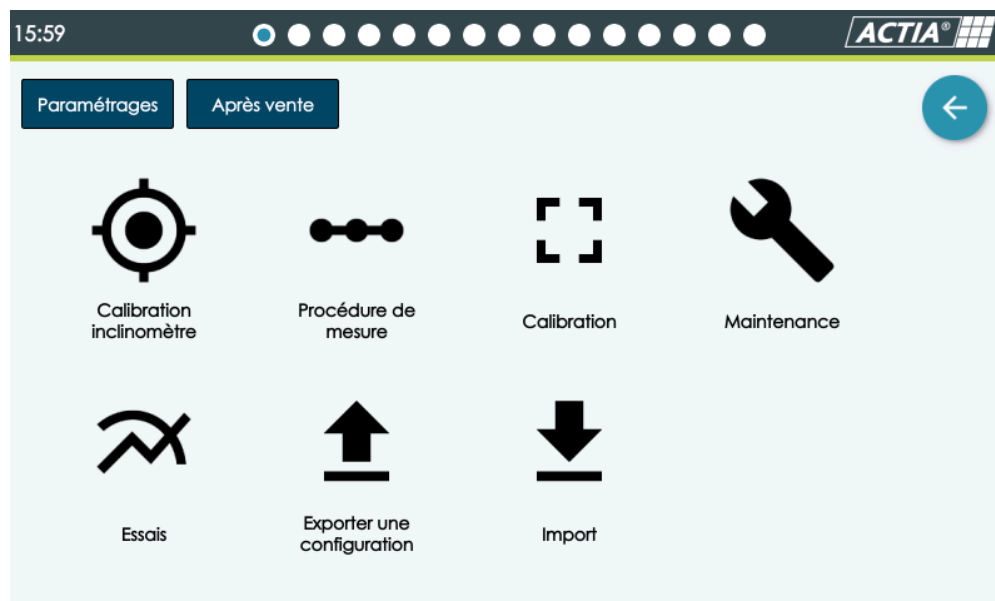 15:59
ACTIA®
Paramétrages
Après vente
Calibration
inclinomètre
Procédure de
mesure
Calibration
Maintenance
Essais
Exporter une
configuration
Import